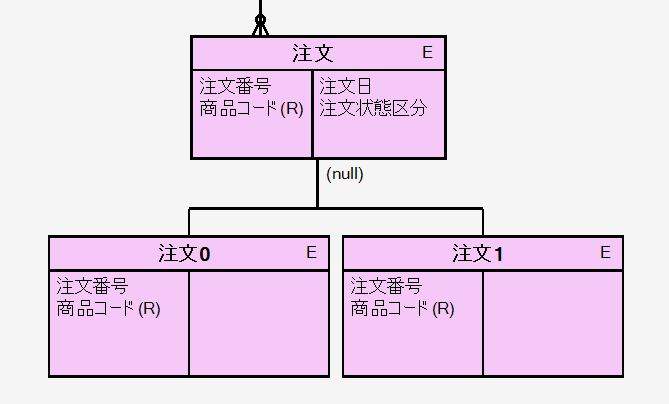 注文 E
注文番号 注文日
商品コード(R) 注文状態区分
(null)
注文0 E
注文番号
商品コード(R)
注文1 E
注文番号
商品コード(R)